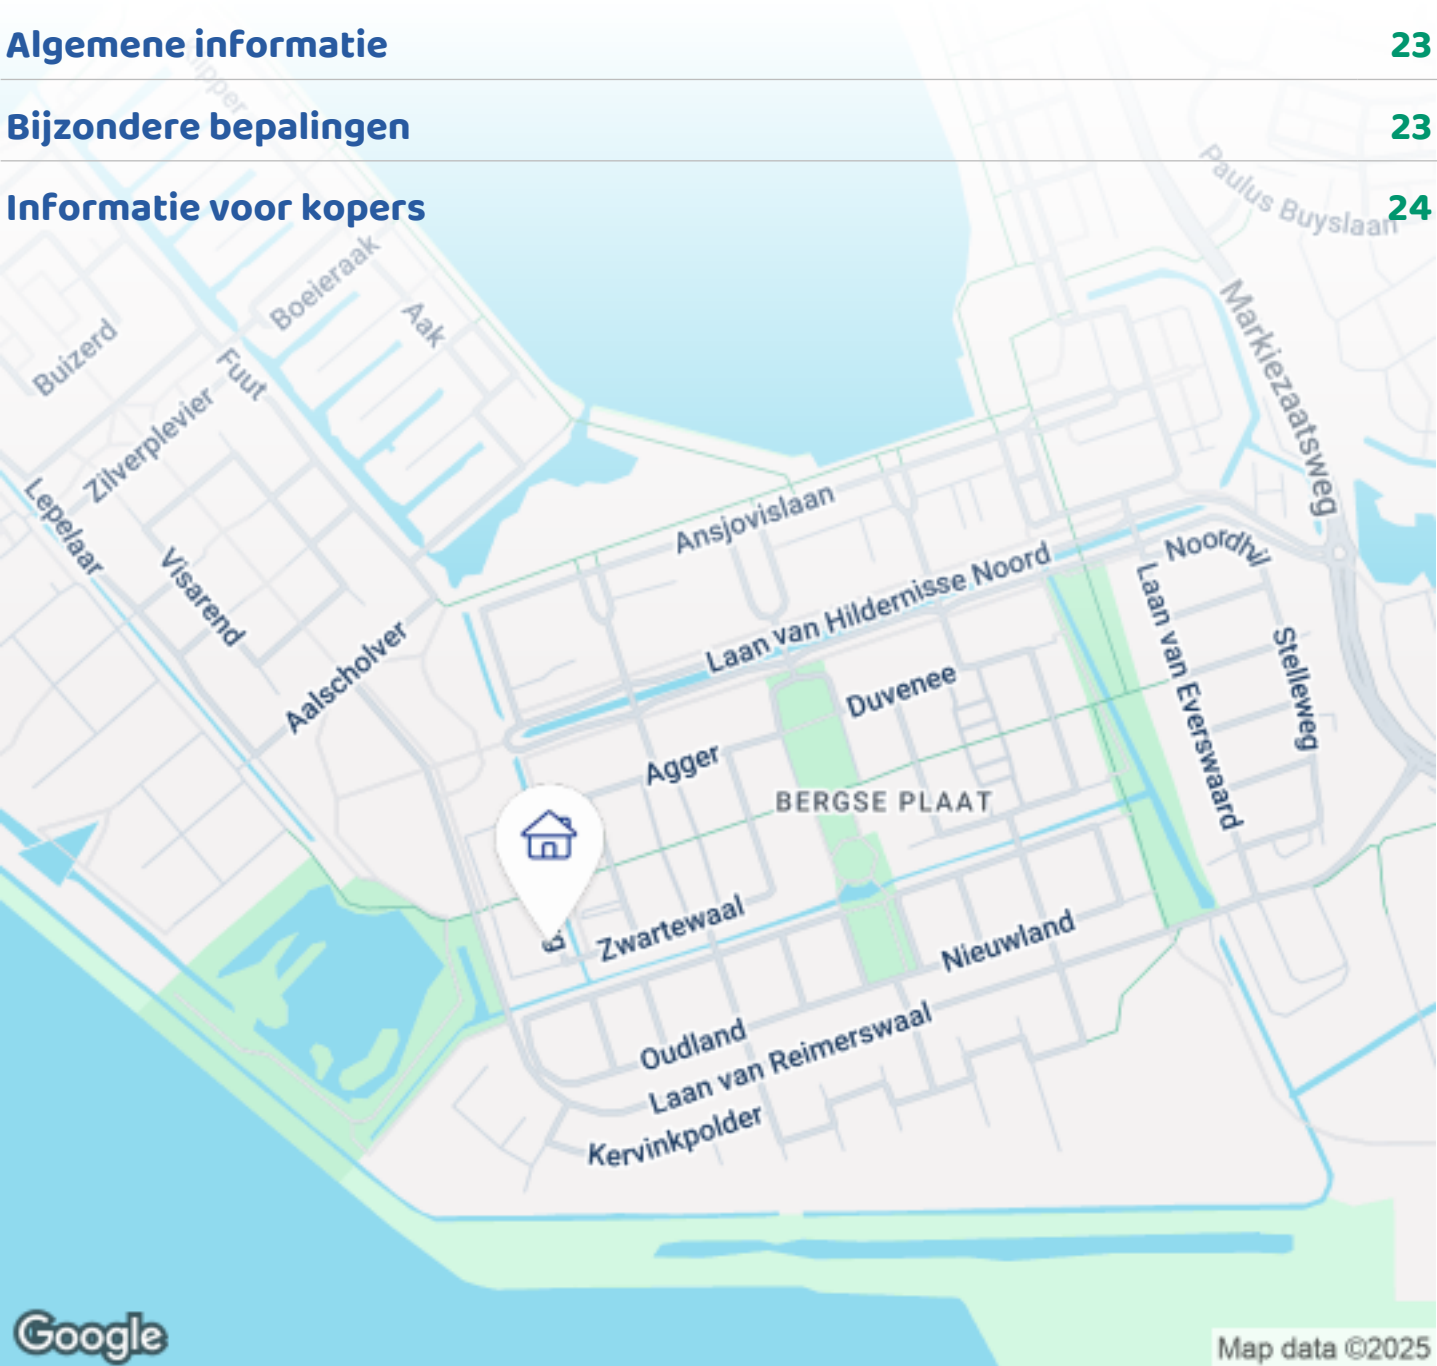 Algemene informatie 23
Bijzondere bepalingen 23
Informatie voor kopers 24
Paulus Buyslaan
Boeieraak
Aak
Markiezaatsweg
Buizerd
Fuut
Zilverplevier
Lepelaar
Visarend
Aalscholver
Ansjovislaan
Laan van Hildernisse Noord
Noordhil
Laan van Everswaard
Stelleweg
Duvenee
Agger
BERGSE PLAAT
Zwartewaal
Nieuwland
Oudland
Laan van Reimerswaal
Kervinkpolder
Google
Map data ©2025